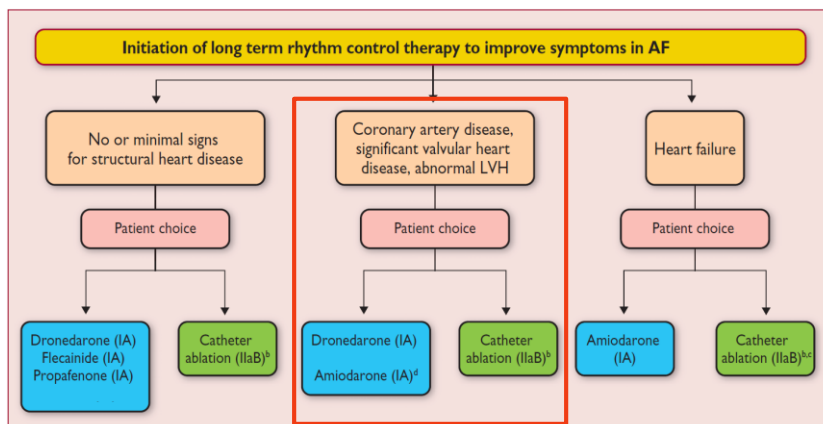 Initiation of long term rhythm control therapy to improve symptoms in AF
No or minimal signs
for structural heart disease
Coronary artery disease,
significant valvular heart
disease, abnormal LVH
Heart failure
Patient choice
Patient choice
Patient choice
Dronedarone (IA)
Flecainide (IA)
Propafenone (IA)
Catheter
ablation (IIaB)ᵇ
Dronedarone (IA)
Amiodarone (IA)ᵈ
Catheter
ablation (IIaB)ᵇ
Amiodarone
(IA)
Catheter
ablation (IIaB)ᵇ,ᶜ